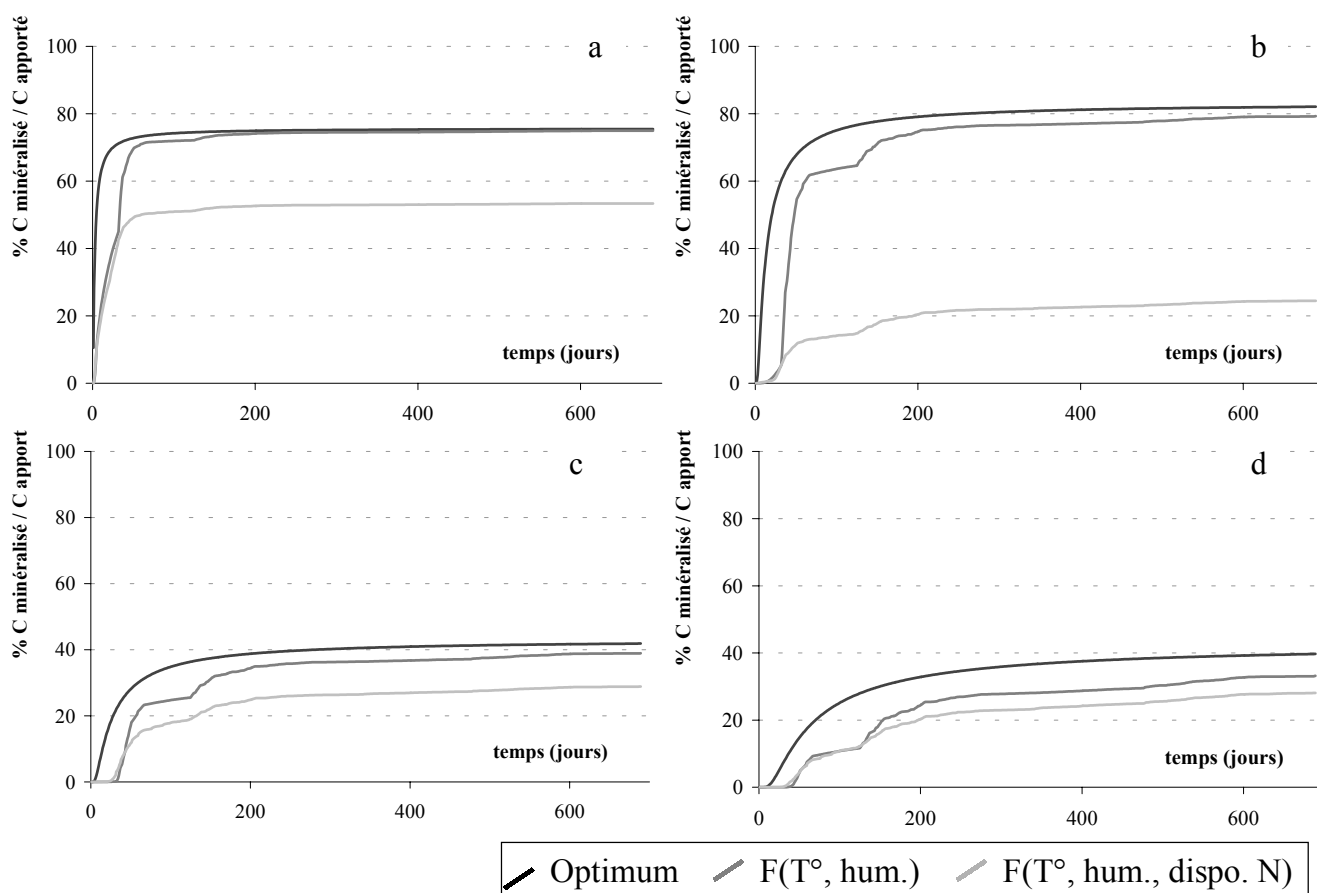 % C minéralisé / C apporté
100
80
60
40
20
0
a
temps (jours)
0 200 400 600
% C minéralisé / C apporté
100
80
60
40
20
0
b
temps (jours)
0 200 400 600
% C minéralisé / C apport
100
80
60
40
20
0
c
temps (jours)
0 200 400 600
% C minéralisé / C apport
100
80
60
40
20
0
d
temps (jours)
0 200 400 600
Optimum F(T°, hum.) F(T°, hum., dispo. N)